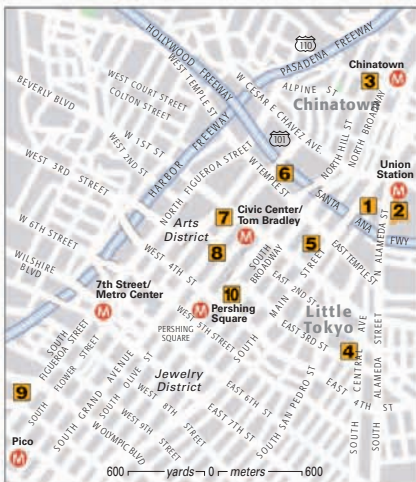 HOLLYWOOD FREEWAY
110
PASADENA FREEWAY
Chinatown
3
WEST TEMPLE ST
W CESAR E CHAVEZ AVE
ALPINE ST
Chinatown
WEST COURT STREET
COLTON STREET
BEVERLY BLVD
W 1ST ST
WEST 2ND ST
HARBOR FREEWAY
101
NORTH HILL ST
NORTH BROADWAY
NORTH FIGUEROA STREET
W TEMPLE ST
6
Union
Station
M
WEST 3RD STREET
SANTA
ANA
FWY
1
2
N ALAMEDA ST
7
Civic Center/
Tom Bradley
M
Arts
District
8
5
EAST TEMPLE ST
W 6TH STREET
WILSHIRE
BLVD
WEST 4TH ST
SOUTH
BROADWAY
7th Street/
Metro Center
M
10
M
Pershing
Square
PERSHING
SQUARE
WEST 5TH STREET
SOUTH MAIN STREET
EAST 2ND ST
EAST 3RD ST
Little
Tokyo
4
SOUTH CENTRAL AVE
SOUTH ALAMEDA STREET
EAST 4TH ST
SOUTH
FIGUEROA STREET
SOUTH FLOWER STREET
SOUTH GRAND AVENUE
SOUTH OLIVE ST
Jewelry
District
WEST 8TH STREET
WEST 9TH STREET
W OLYMPIC BLVD
EAST 6TH ST
EAST 7TH ST
SOUTH SAN PEDRO ST
9
Pico
M
600 yards 0 meters 600